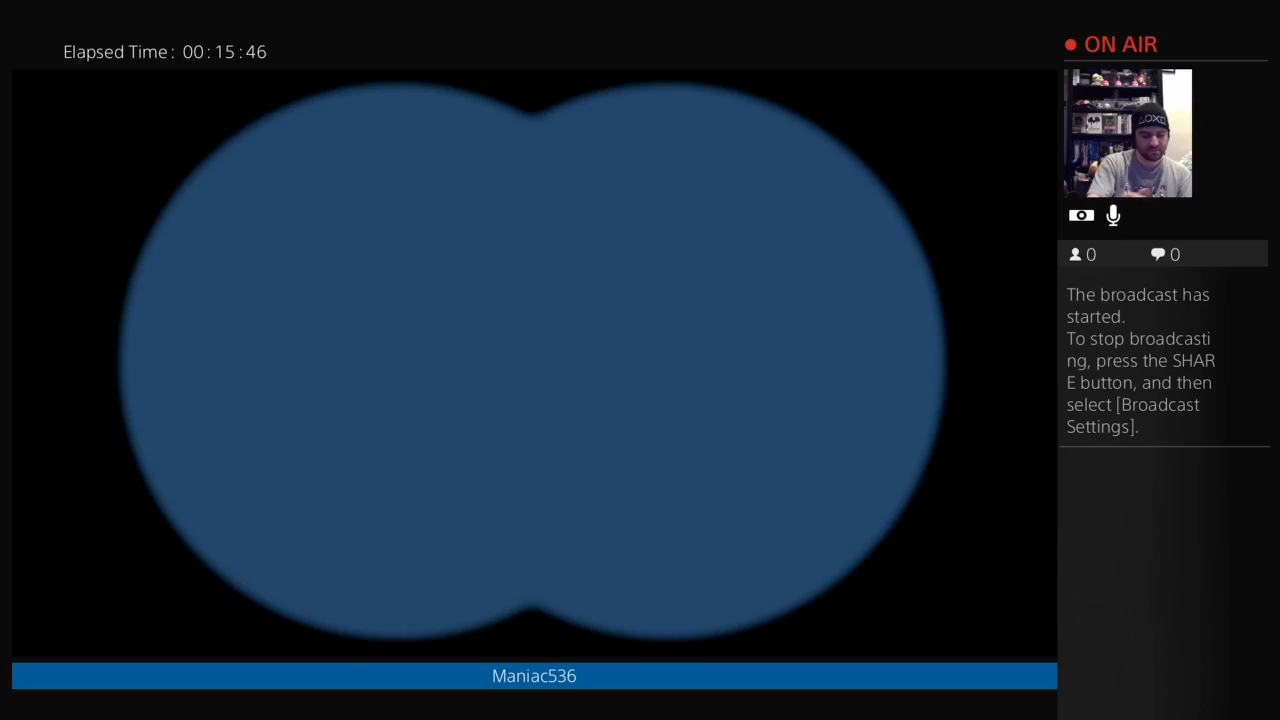 Elapsed Time: 00:15:46
ON AIR
0 0
The broadcast has
started.
To stop broadcasti
ng, press the SHAR
E button, and then
select [Broadcast
Settings].
Maniac536